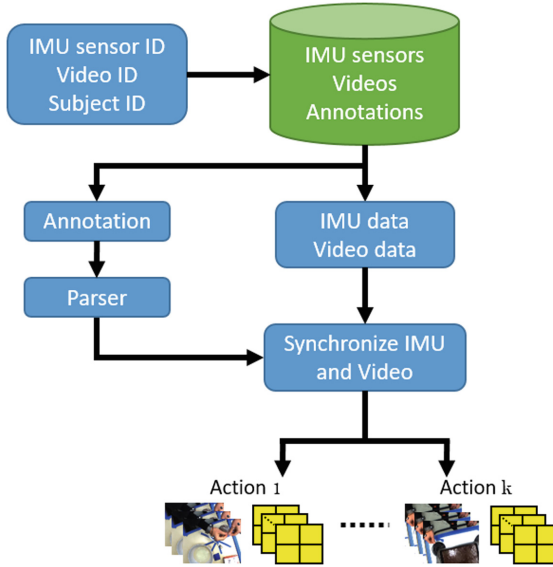 IMU sensor ID
Video ID
Subject ID
IMU sensors
Videos
Annotations
Annotation
IMU data
Video data
Parser
Synchronize IMU
and Video
Action 1
Action k